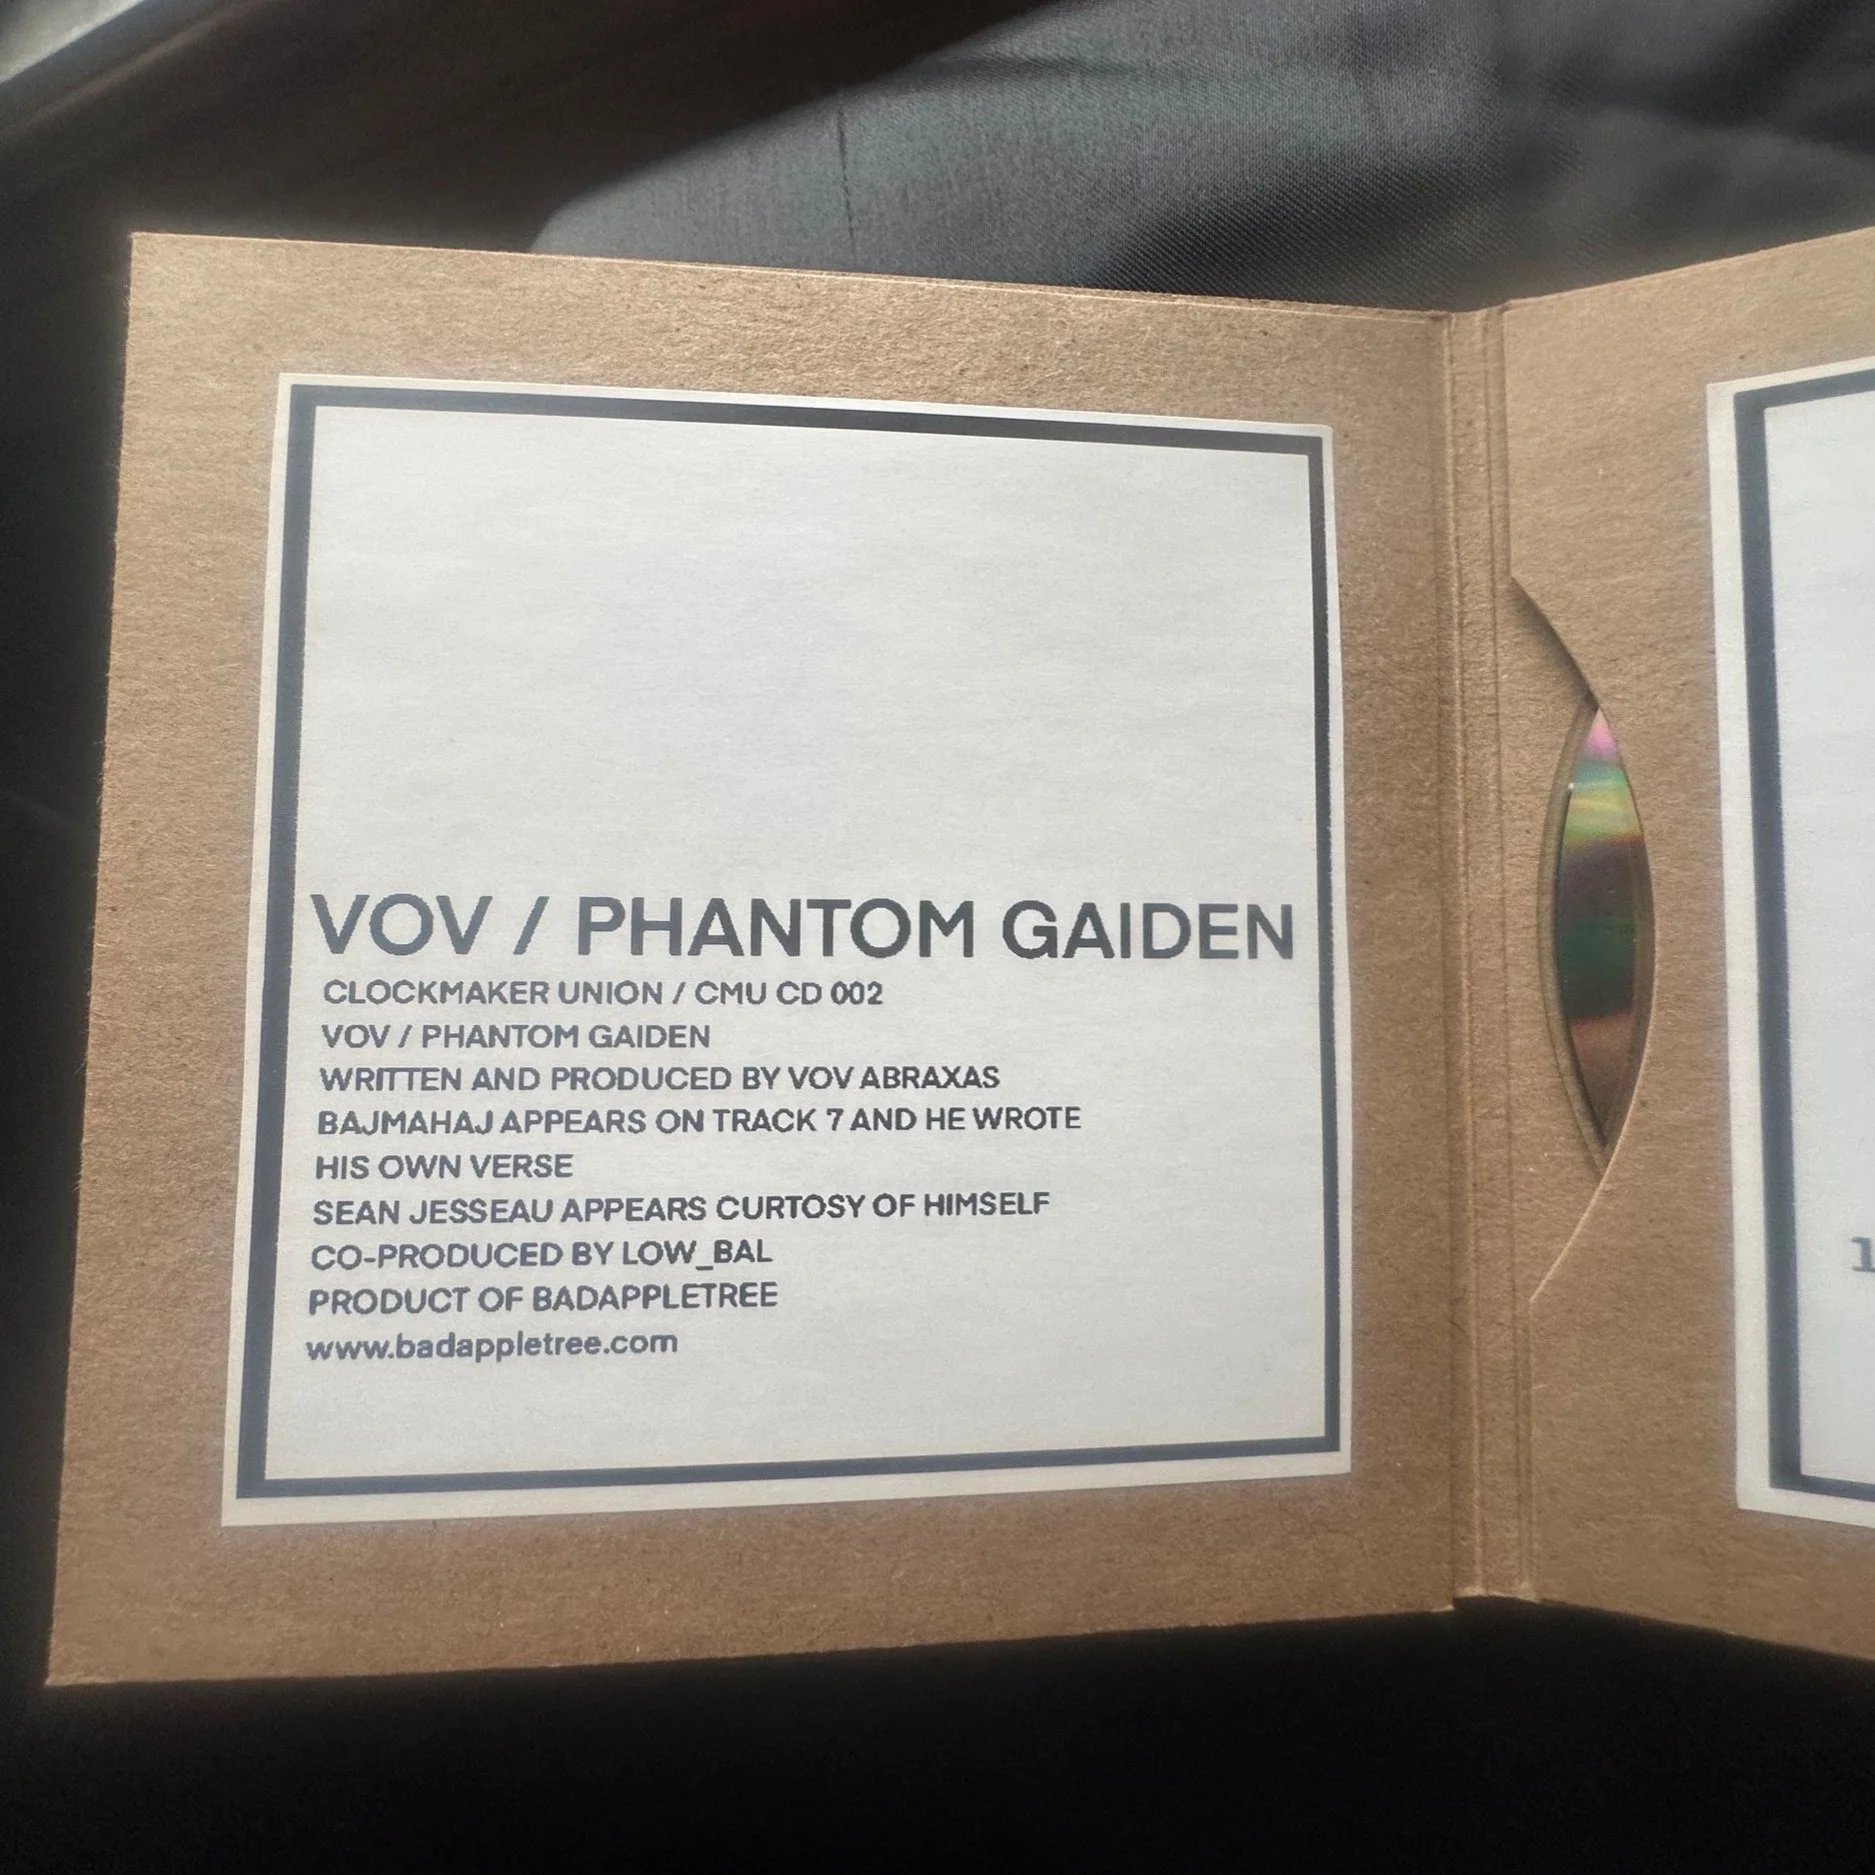 VOV / PHANTOM GAIDEN
CLOCKMAKER UNION / CMU CD 002
VOV / PHANTOM GAIDEN
WRITTEN AND PRODUCED BY VOV ABRAXAS
BAJMAHAJ APPEARS ON TRACK 7 AND HE WROTE
HIS OWN VERSE
SEAN JESSEAU APPEARS CURTOSY OF HIMSELF
CO-PRODUCED BY LOW_BAL
PRODUCT OF BADAPPLETREE
www.badappletree.com